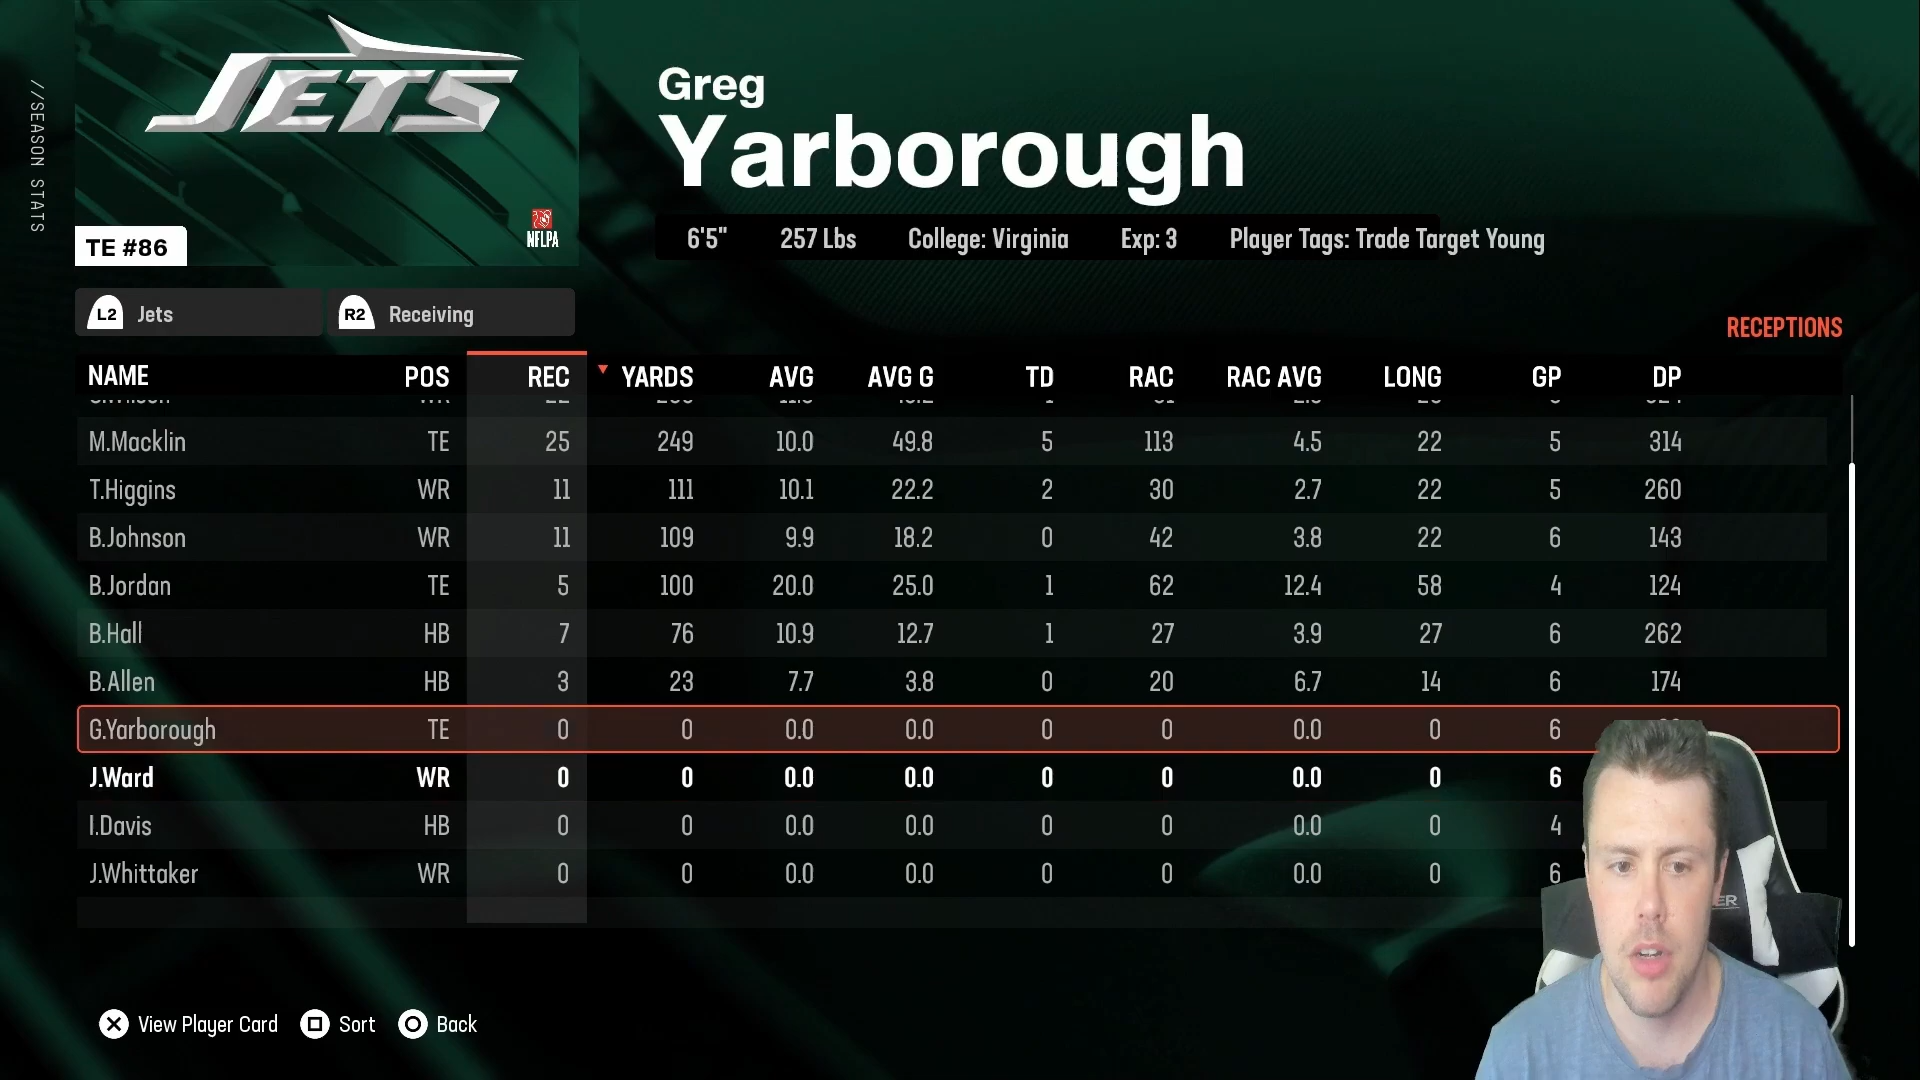 JETS
//SEASON STATS
NFLPA
TE #86
Greg
Yarborough
6'5" 257 Lbs College: Virginia Exp: 3 Player Tags: Trade Target Young
L2 Jets R2 Receiving
RECEPTIONS
NAME POS REC YARDS AVG AVG G TD RAC RAC AVG LONG GP DP
M.Macklin TE 25 249 10.0 49.8 5 113 4.5 22 5 314
T.Higgins WR 11 111 10.1 22.2 2 30 2.7 22 5 260
B.Johnson WR 11 109 9.9 18.2 0 42 3.8 22 6 143
B.Jordan TE 5 100 20.0 25.0 1 62 12.4 58 4 124
B.Hall HB 7 76 10.9 12.7 1 27 3.9 27 6 262
B.Allen HB 3 23 7.7 3.8 0 20 6.7 14 6 174
G.Yarborough TE 0 0 0.0 0.0 0 0 0.0 0 6
J.Ward WR 0 0 0.0 0.0 0 0 0.0 0 6
I.Davis HB 0 0 0.0 0.0 0 0 0.0 0 4
J.Whittaker WR 0 0 0.0 0.0 0 0 0.0 0 6
View Player Card Sort Back